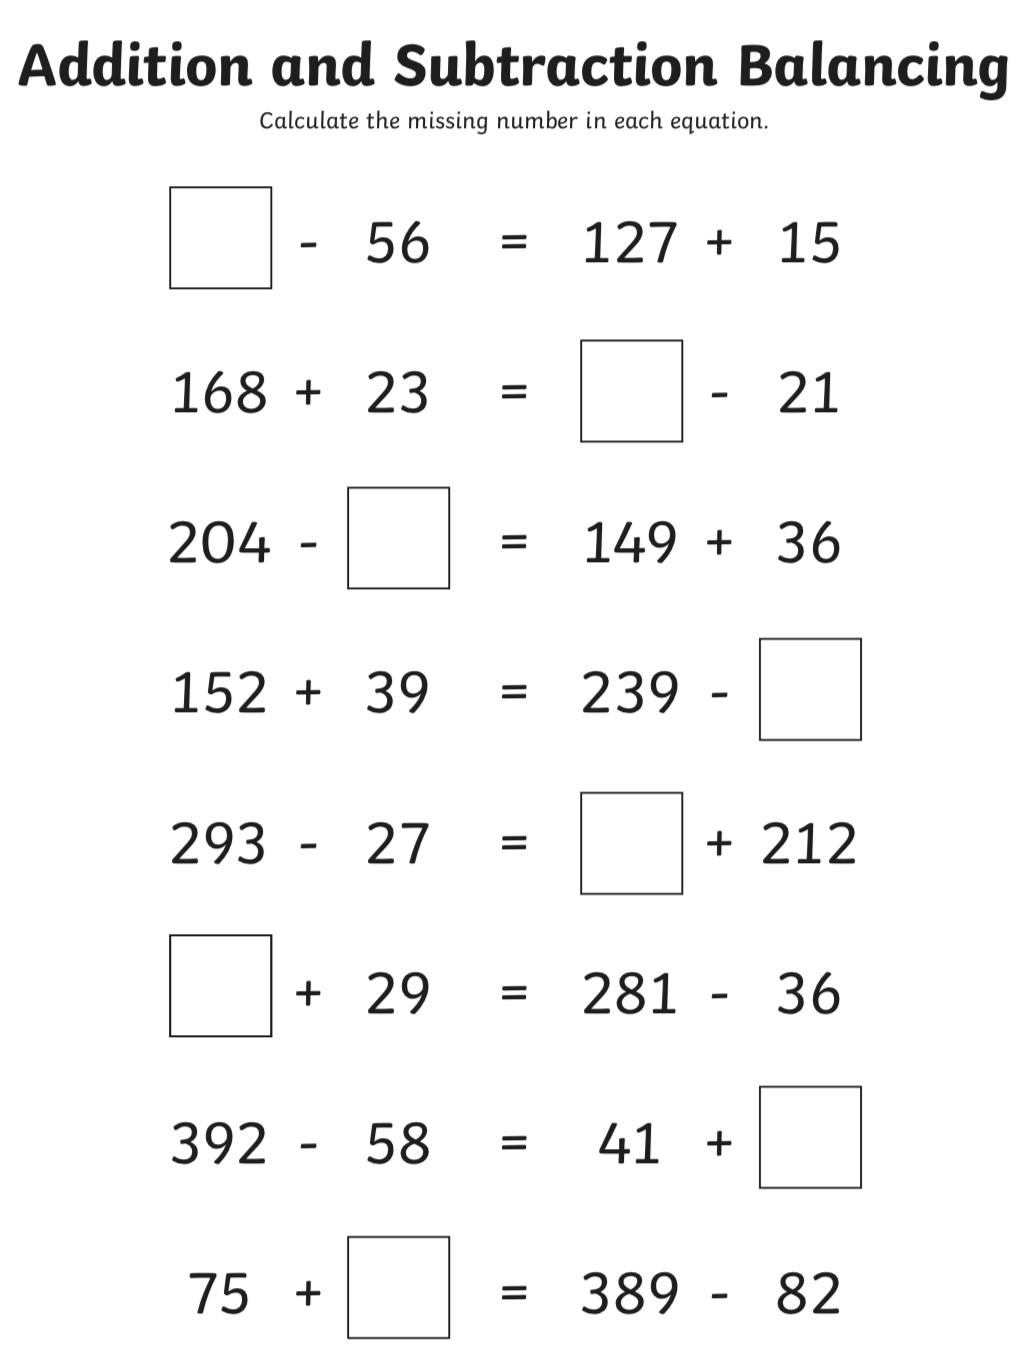 Addition and Subtraction Balancing
Calculate the missing number in each equation.
- 56 = 127 + 15
168 + 23 = - 21
204 - = 149 + 36
152 + 39 = 239 -
293 - 27 = + 212
+ 29 = 281 - 36
392 - 58 = 41 +
75 + = 389 - 82